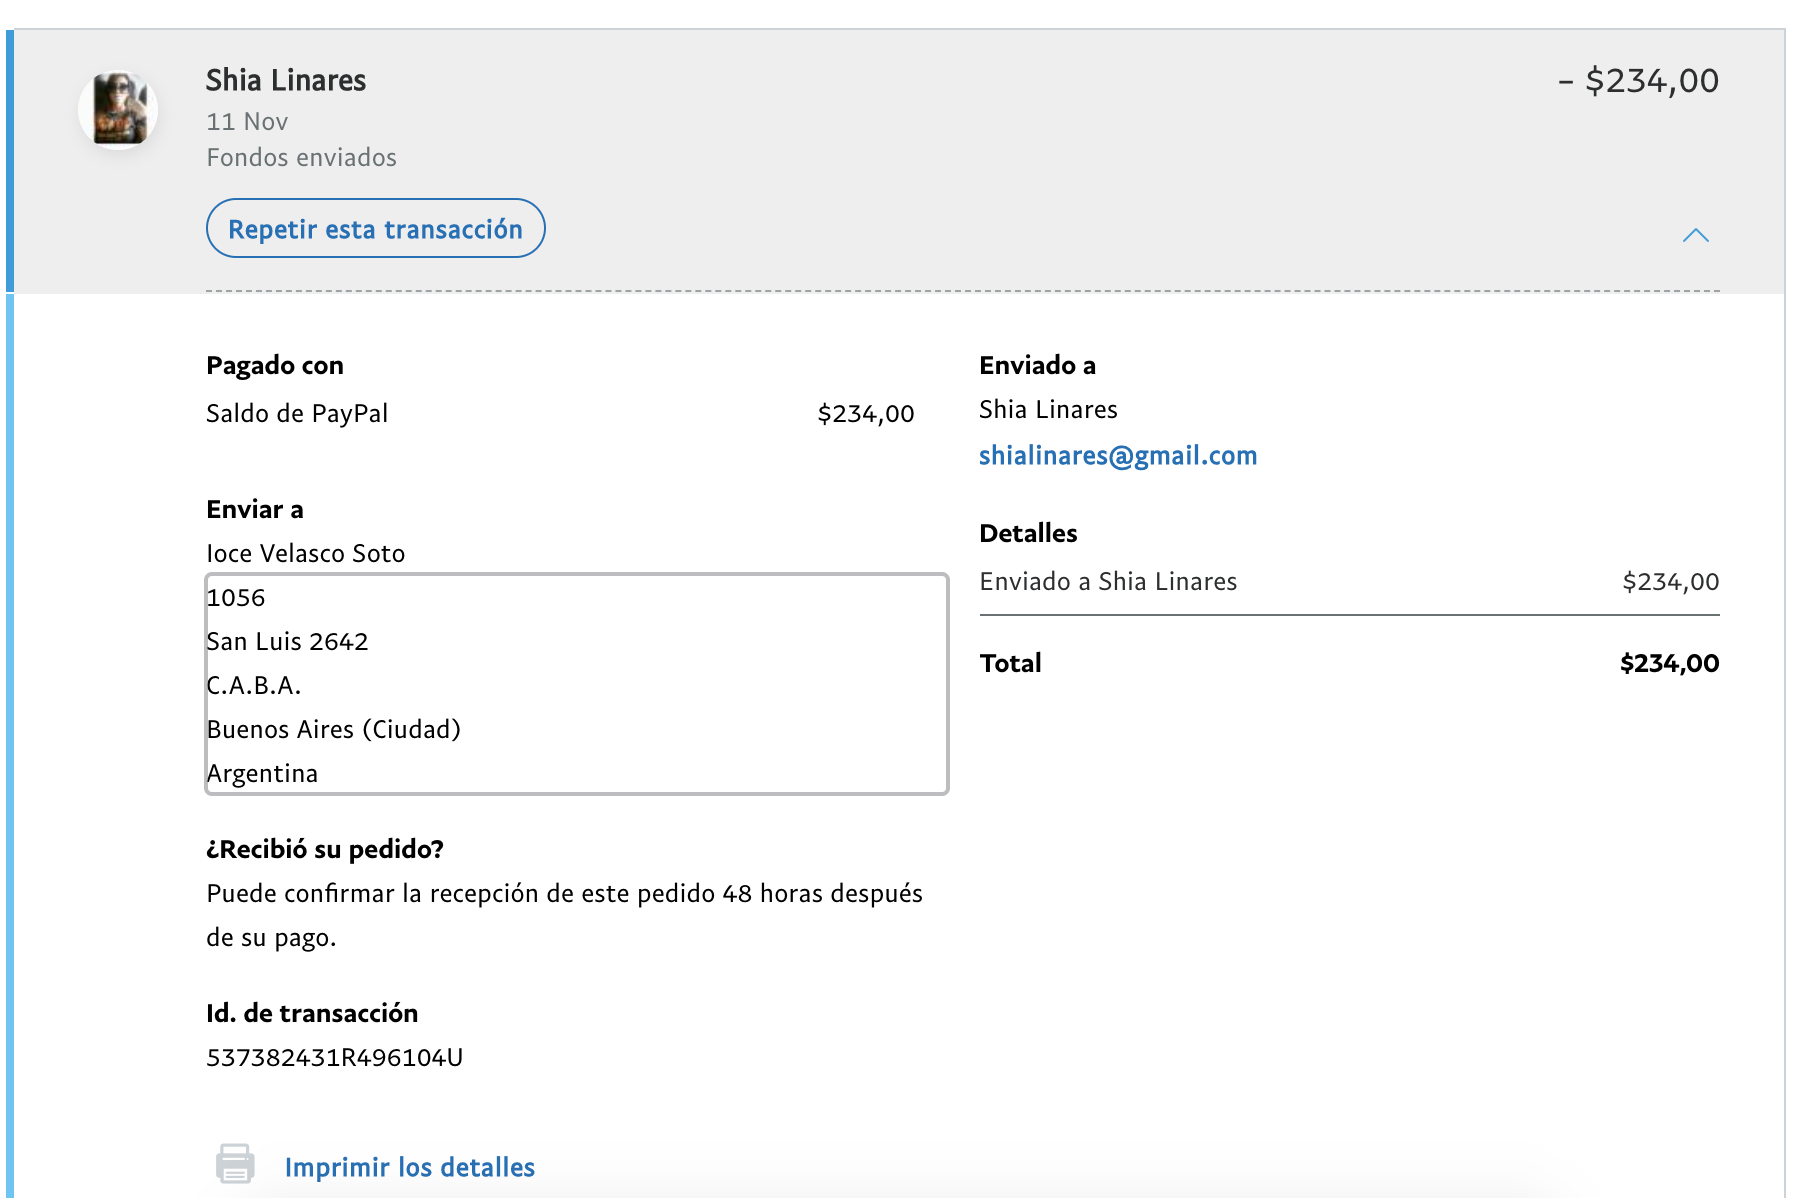 Shia Linares
– $234,00
11 Nov
Fondos enviados
Repetir esta transacción
Pagado con
Saldo de PayPal $234,00
Enviar a
Ioce Velasco Soto
1056
San Luis 2642
C.A.B.A.
Buenos Aires (Ciudad)
Argentina
¿Recibió su pedido?
Puede confirmar la recepción de este pedido 48 horas después
de su pago.
Id. de transacción
537382431R496104U
Imprimir los detalles
Enviado a
Shia Linares
shialinares@gmail.com
Detalles
Enviado a Shia Linares $234,00
Total $234,00